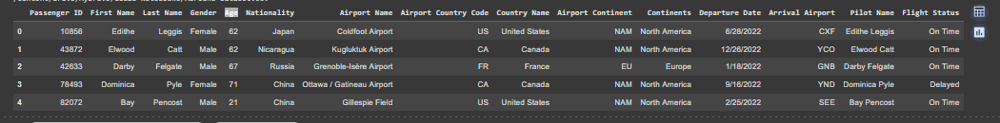 Passenger ID First Name Last Name Gender Age Nationality Airport Name Airport Country Code Country Name Airport Continent Continents Departure Date Arrival Airport Pilot Name Flight Status
0 10856 Edithe Leggis Female 62 Japan Coldfoot Airport US United States NAM North America 6/28/2022 CXF Edithe Leggis On Time
1 43872 Elwood Catt Male 62 Nicaragua Kugluktuk Airport CA Canada NAM North America 12/26/2022 YCO Elwood Catt On Time
2 42633 Darby Felgate Male 67 Russia Grenoble-Isère Airport FR France EU Europe 1/18/2022 GNB Darby Felgate On Time
3 78493 Dominica Pyle Female 71 China Ottawa / Gatineau Airport CA Canada NAM North America 9/16/2022 YND Dominica Pyle Delayed
4 82072 Bay Pencost Male 21 China Gillespie Field US United States NAM North America 2/25/2022 SEE Bay Pencost On Time